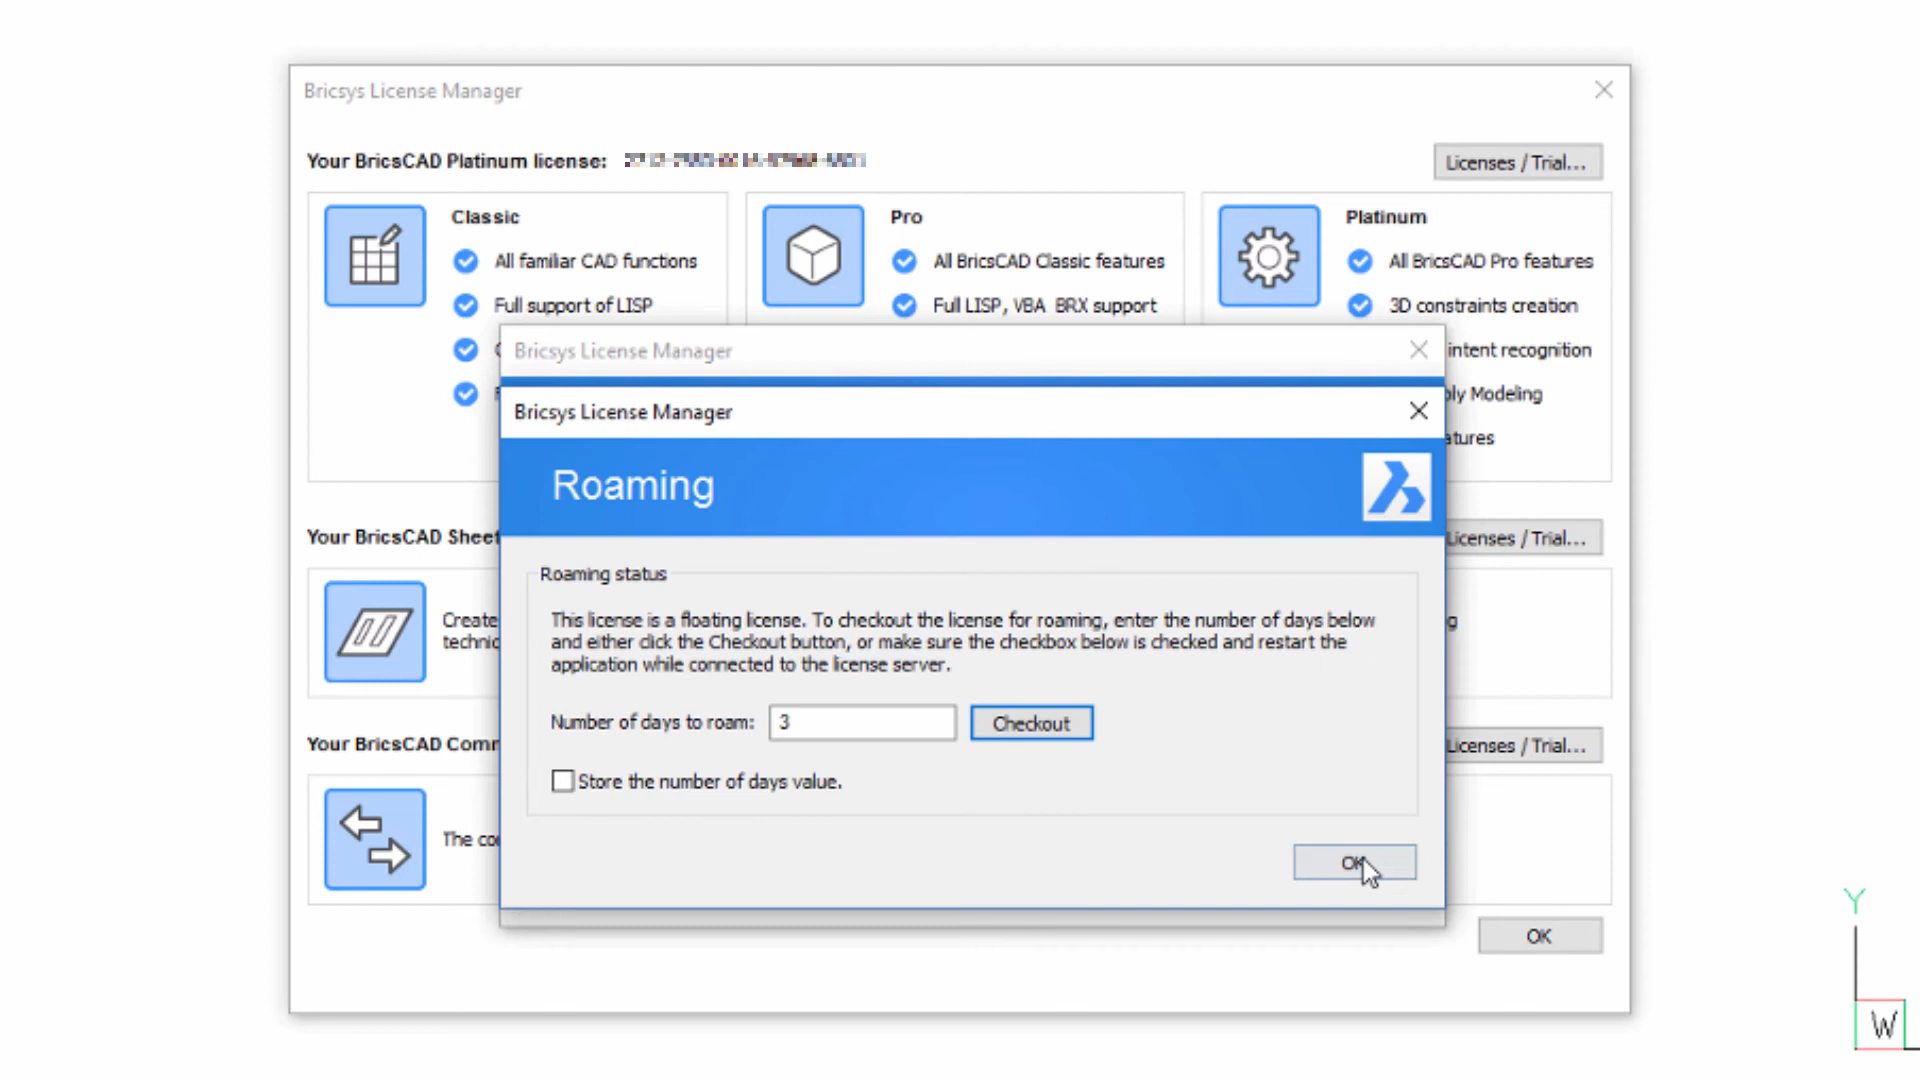 Bricsys License Manager
Your BricsCAD Platinum license:
Licenses / Trial...
Classic
All familiar CAD functions
Full support of LISP
Pro
All BricsCAD Classic features
Full LISP, VBA BRX support
Platinum
All BricsCAD Pro features
3D constraints creation
intent recognition
Modeling
Bricsys License Manager
Bricsys License Manager
Roaming
Roaming status
This license is a floating license. To checkout the license for roaming, enter the number of days below
and either click the Checkout button, or make sure the checkbox below is checked and restart the
application while connected to the license server.
Number of days to roam: 3 Checkout
Store the number of days value.
OK
Your BricsCAD Sheet
Licenses / Trial...
Create
Your BricsCAD
Licenses / Trial...
The
OK
Y
W